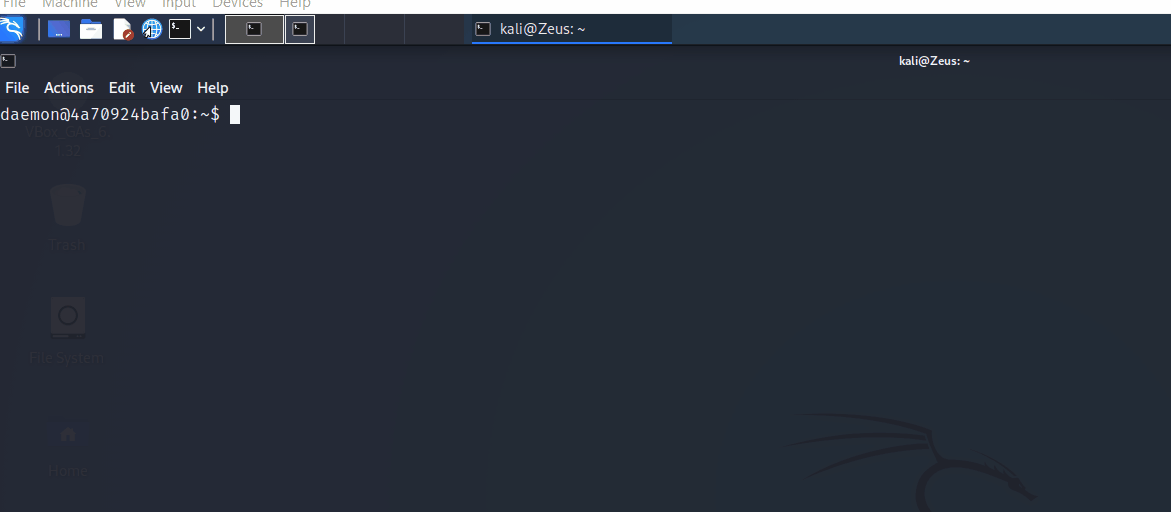 File Machine View Input Devices Help
kali@Zeus: ~
kali@Zeus: ~
File Actions Edit View Help
daemon@4a70924bafa0:~$
VBox_GAs_6
1.32
Trash
File System
Home